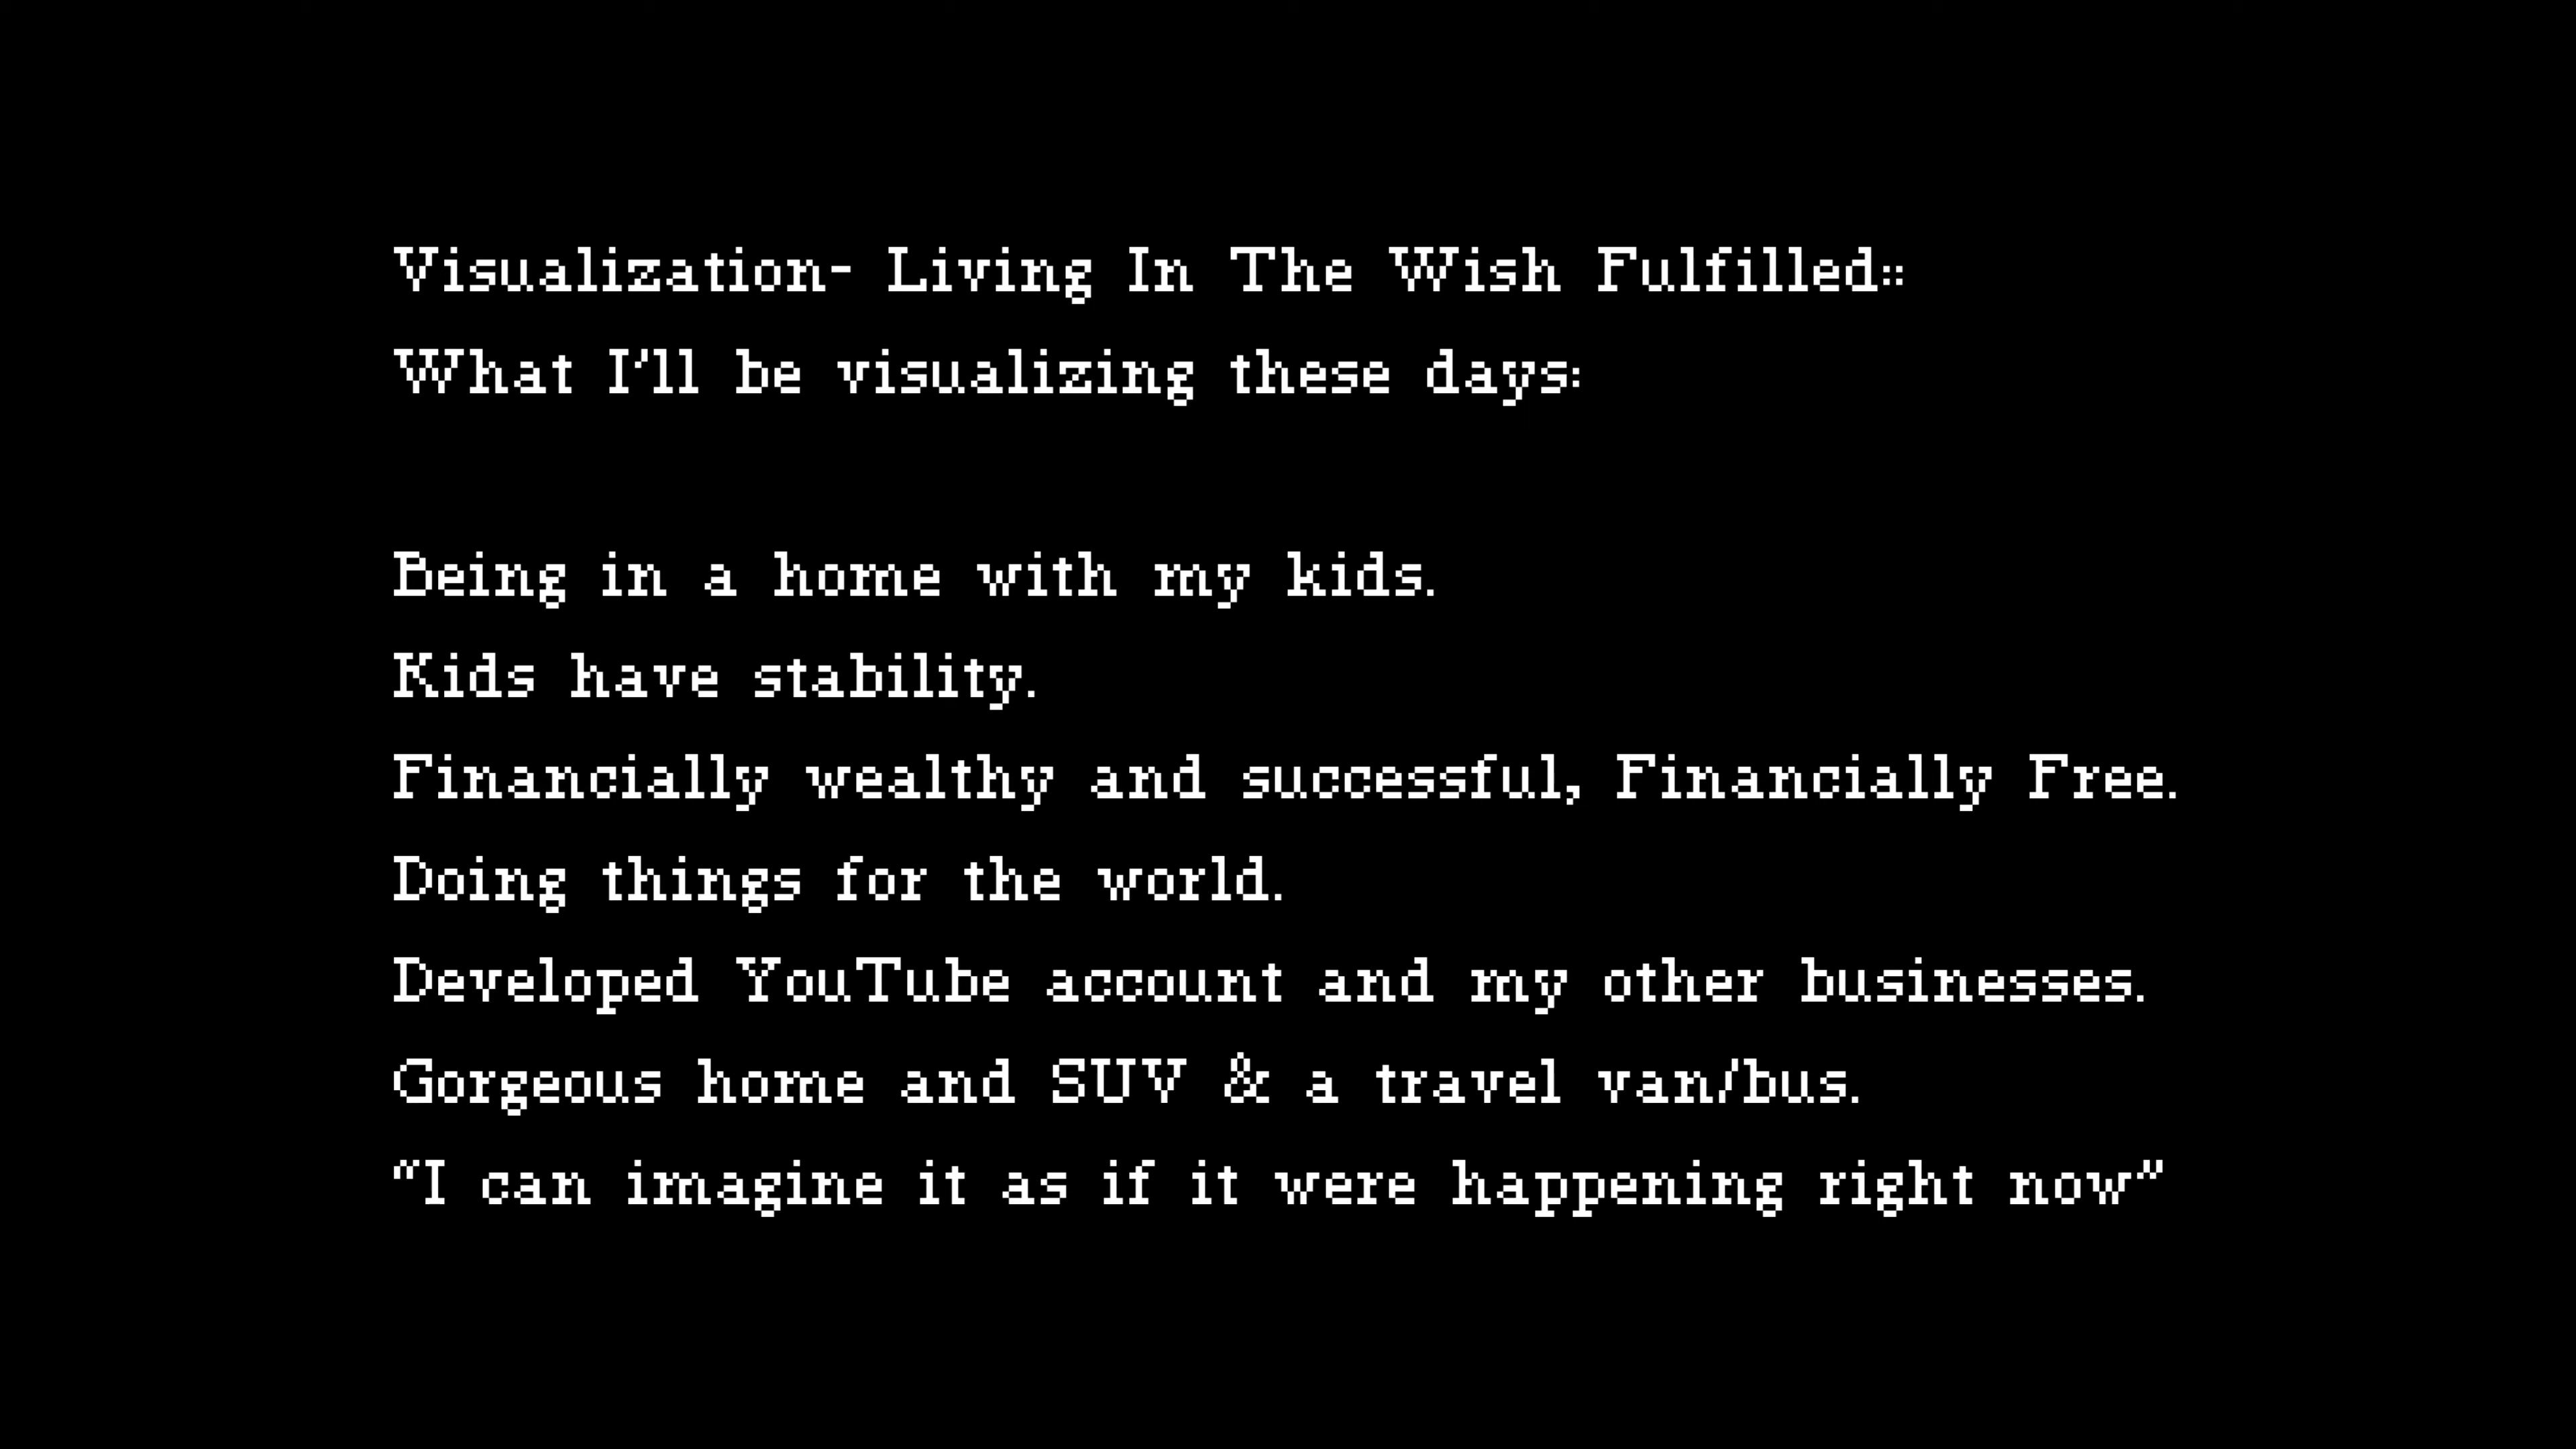 Visualization- Living In The Wish Fulfilled::
What I'll be visualizing these days:
Being in a home with my kids.
Kids have stability.
Financially wealthy and successful, Financially Free.
Doing things for the world.
Developed YouTube account and my other businesses.
Gorgeous home and SUV & a travel van/bus.
"I can imagine it as if it were happening right now"